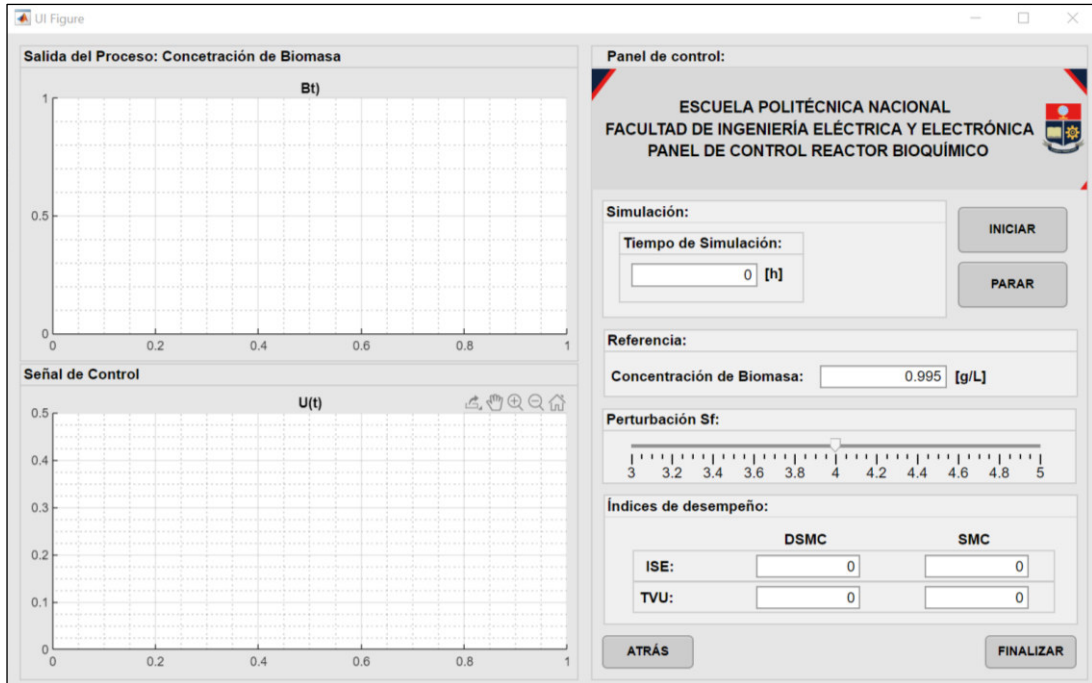 UI Figure
Salida del Proceso: Concetración de Biomasa
Bt)
1
0.5
0
0 0.2 0.4 0.6 0.8 1
Señal de Control
U(t)
0.5
0.4
0.3
0.2
0.1
0
0 0.2 0.4 0.6 0.8 1
Panel de control:
ESCUELA POLITÉCNICA NACIONAL
FACULTAD DE INGENIERÍA ELÉCTRICA Y ELECTRÓNICA
PANEL DE CONTROL REACTOR BIOQUÍMICO
Simulación:
Tiempo de Simulación:
0 [h]
INICIAR
PARAR
Referencia:
Concentración de Biomasa: 0.995 [g/L]
Perturbación Sf:
3 3.2 3.4 3.6 3.8 4 4.2 4.4 4.6 4.8 5
Índices de desempeño:
DSMC SMC
ISE: 0 0
TVU: 0 0
ATRÁS FINALIZAR